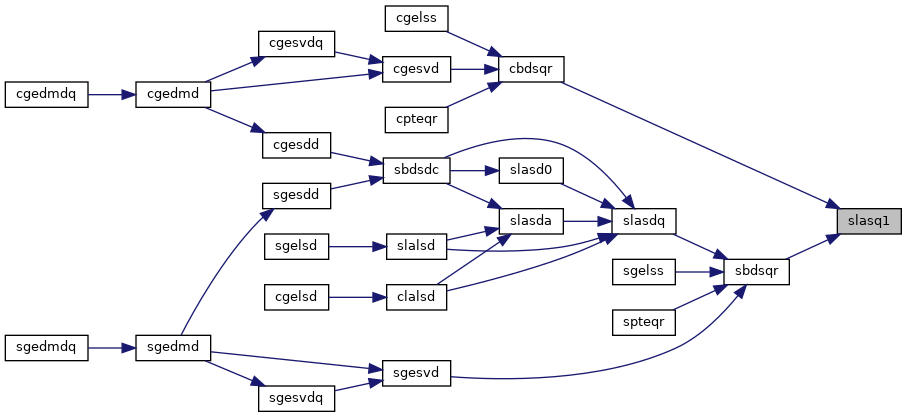 cgelss
cgesvdq
cgesvd
cbdsqr
cgedmdq
cgedmd
cpteqr
cgesdd
sbdsdc
slasd0
sgesdd
slasda
slasdq
slasq1
sgelsd
slalsd
sgelss
sbdsqr
cgelsd
clalsd
spteqr
sgedmdq
sgedmd
sgesvd
sgesvdq